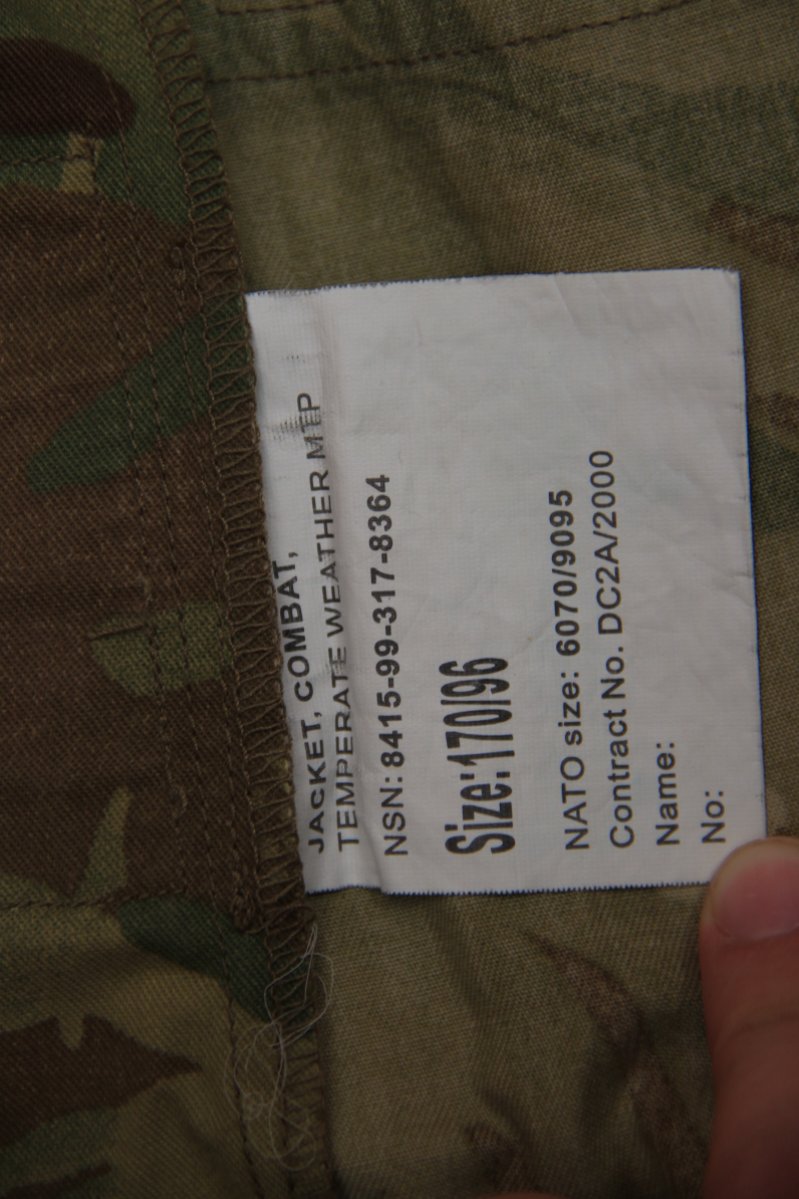 JACKET, COMBAT,
TEMPERATE WEATHER MTP
NSN: 8415-99-317-8364
Size:170/96
NATO size: 6070/9095
Contract No. DC2A/2000
Name:
No: